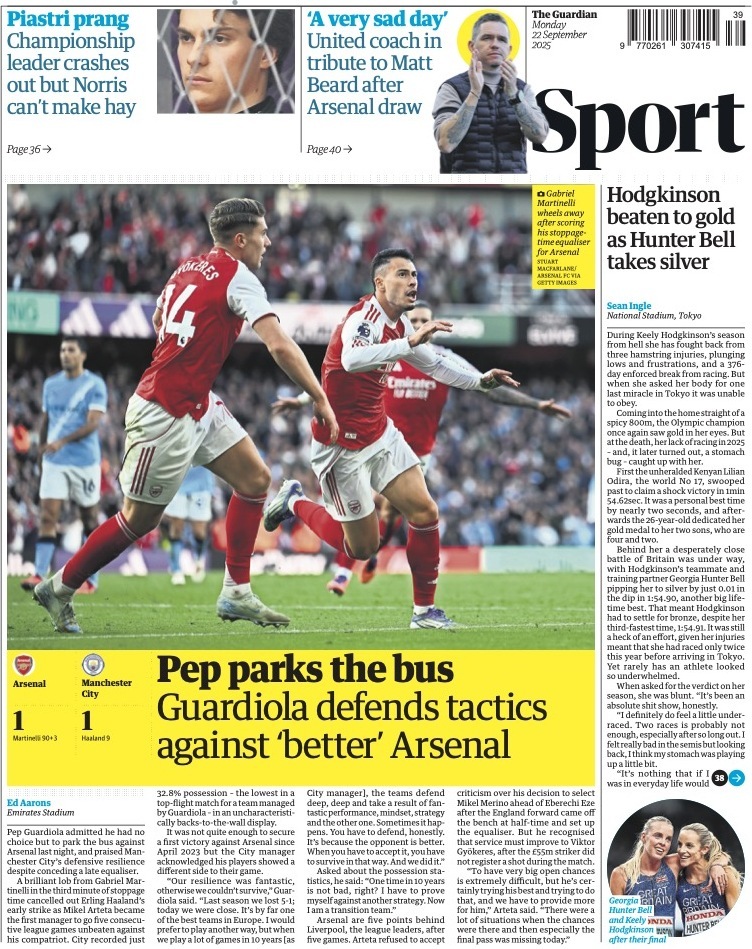 Piastri prang
Championship
leader crashes
out but Norris
can't make hay
Page 36 →
'A very sad day'
United coach in
tribute to Matt
Beard after
Arsenal draw
Page 40 →
The Guardian
Monday
22 September
2025
39
9 770261 307415
Sport
Gabriel
Martinelli
wheels away
after scoring
his stoppage-
time equaliser
for Arsenal
STUART
MACFARLANE/
ARSENAL FC VIA
GETTY IMAGES
YÖKERES
14
Emirates
FLY BETTER
16
Arsenal
1
Martinelli 90+3
Manchester
City
1
Haaland 9
Pep parks the bus
Guardiola defends tactics
against 'better' Arsenal
Ed Aarons
Emirates Stadium
Pep Guardiola admitted he had no
choice but to park the bus against
Arsenal last night, and praised Man-
chester City's defensive resilience
despite conceding a late equaliser.
A brilliant lob from Gabriel Mar-
tinelli in the third minute of stoppage
time cancelled out Erling Haaland's
early strike as Mikel Arteta became
the first manager to go five consecu-
tive league games unbeaten against
his compatriot. City recorded just
32.8% possession – the lowest in a
top-flight match for a team managed
by Guardiola – in an uncharacteristi-
cally backs-to-the-wall display.
It was not quite enough to secure
a first victory against Arsenal since
April 2023 but the City manager
acknowledged his players showed a
different side to their game.
"Our resilience was fantastic,
otherwise we couldn't survive," Guar-
diola said. "Last season we lost 5-1;
today we were close. It's by far one
of the best teams in Europe. I would
prefer to play another way, but when
we play a lot of games in 10 years [as
City manager], the teams defend
deep, deep and take a result of fan-
tastic performance, mindset, strategy
and the other one. Sometimes it hap-
pens. You have to defend, honestly.
It's because the opponent is better.
When you have to accept it, you have
to survive in that way. And we did it."
Asked about the possession sta-
tistics, he said: "One time in 10 years
is not bad, right? I have to prove
myself against another strategy. Now
I am a transition team."
Arsenal are five points behind
Liverpool, the league leaders, after
five games. Arteta refused to accept
criticism over his decision to select
Mikel Merino ahead of Eberechi Eze
after the England forward came off
the bench at half-time and set up
the equaliser. But he recognised
that service must improve to Viktor
Gyökeres, after the £55m striker did
not register a shot during the match.
"To have very big open chances
is extremely difficult, but he's cer-
tainly trying his best and trying to do
that, and we have to provide more
for him," Arteta said. "There were a
lot of situations when the chances
were there and then especially the
final pass was missing today."
Hodgkinson
beaten to gold
as Hunter Bell
takes silver
Sean Ingle
National Stadium, Tokyo
During Keely Hodgkinson's season
from hell she has fought back from
three hamstring injuries, plunging
lows and frustrations, and a 376-
day enforced break from racing. But
when she asked her body for one
last miracle in Tokyo it was unable
to obey.
Coming into the home straight of a
spicy 800m, the Olympic champion
once again saw gold in her eyes. But
at the death, her lack of racing in 2025
– and, it later turned out, a stomach
bug – caught up with her.
First the unheralded Kenyan Lilian
Odira, the world No 17, swooped
past to claim a shock victory in 1min
54.62sec. It was a personal best time
by nearly two seconds, and after-
wards the 26-year-old dedicated her
gold medal to her two sons, who are
four and two.
Behind her a desperately close
battle of Britain was under way,
with Hodgkinson's teammate and
training partner Georgia Hunter Bell
pipping her to silver by just 0.01 in
the dip in 1:54.90, another big life-
time best. That meant Hodgkinson
had to settle for bronze, despite her
third-fastest time, 1:54.91. It was still
a heck of an effort, given her injuries
meant that she had raced only twice
this year before arriving in Tokyo.
Yet rarely has an athlete looked
so underwhelmed.
When asked for the verdict on her
season, she was blunt. "It's been an
absolute shit show, honestly.
"I definitely do feel a little under-
raced. Two races is probably not
enough, especially after so long out. I
felt really bad in the semis but looking
back, I think my stomach was playing
up a little bit.
"It's nothing that if I
was in everyday life would
38 →
Georgia
Hunter Bell
and Keely
Hodgkinson
after their final
GREAT
GREAT
BRITAIN
HUNTER BELL